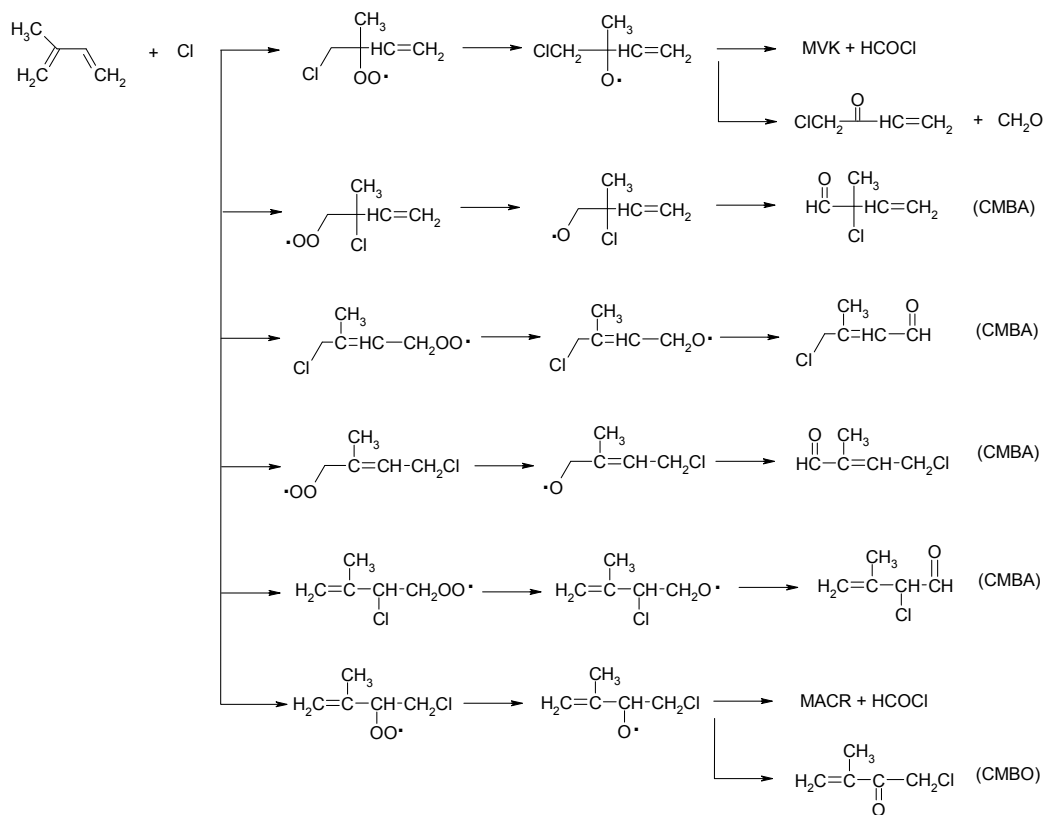 H₃C + Cl
H₂C CH₂
CH₃
HC=CH₂
Cl OO·
CH₃
ClCH₂ HC=CH₂
O·
MVK + HCOCl
O
ClCH₂ HC=CH₂ + CH₂O
CH₃
HC=CH₂
·OO Cl
CH₃
HC=CH₂
·O Cl
O CH₃
HC HC=CH₂ (CMBA)
Cl
CH₃
C=HC CH₂OO·
Cl
CH₃
C=HC CH₂O·
Cl
CH₃ O
C=HC CH (CMBA)
Cl
CH₃
C=CH-CH₂Cl
·OO
CH₃
C=CH-CH₂Cl
·O
O CH₃
HC-C=CH-CH₂Cl (CMBA)
CH₃
H₂C=C-CH-CH₂OO·
Cl
CH₃
H₂C=C-CH-CH₂O·
Cl
CH₃ O
H₂C=C-CH-CH (CMBA)
Cl
CH₃
H₂C=C-CH-CH₂Cl
OO·
CH₃
H₂C=C-CH-CH₂Cl
O·
MACR + HCOCl
CH₃
H₂C=C-C-CH₂Cl (CMBO)
O